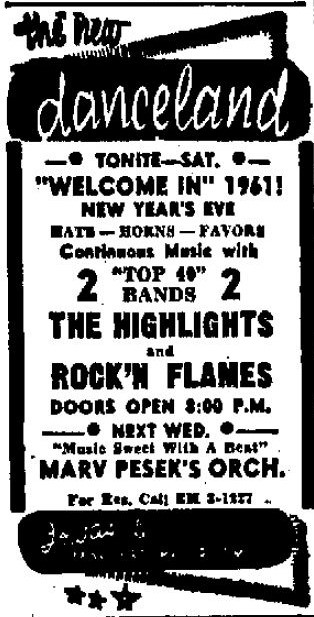 the new
danceland
TONITE—SAT.
"WELCOME IN" 1961!
NEW YEAR'S EVE
HATS — HORNS — FAVORS
Continuous Music with
2 "TOP 40" BANDS 2
THE HIGHLIGHTS
and
ROCK'N FLAMES
DOORS OPEN 8:00 P.M.
NEXT WED.
"Music Sweet With A Beat"
MARV PESEK'S ORCH.
For Res. Call EM 3-1277